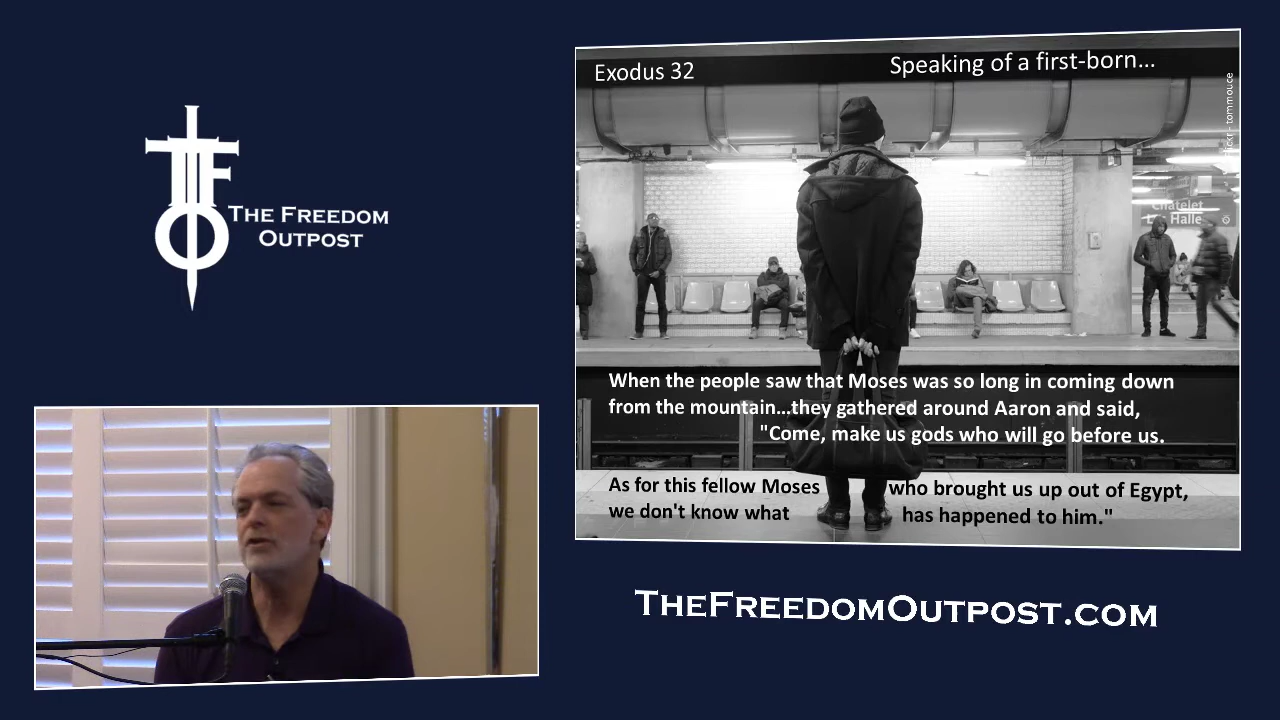 THE FREEDOM
OUTPOST
Exodus 32
Speaking of a first-born...
tommouce
Chatelet
When the people saw that Moses was so long in coming down
from the mountain...they gathered around Aaron and said,
"Come, make us gods who will go before us.
As for this fellow Moses who brought us up out of Egypt,
we don't know what has happened to him."
THEFREEDOMOUTPOST.COM